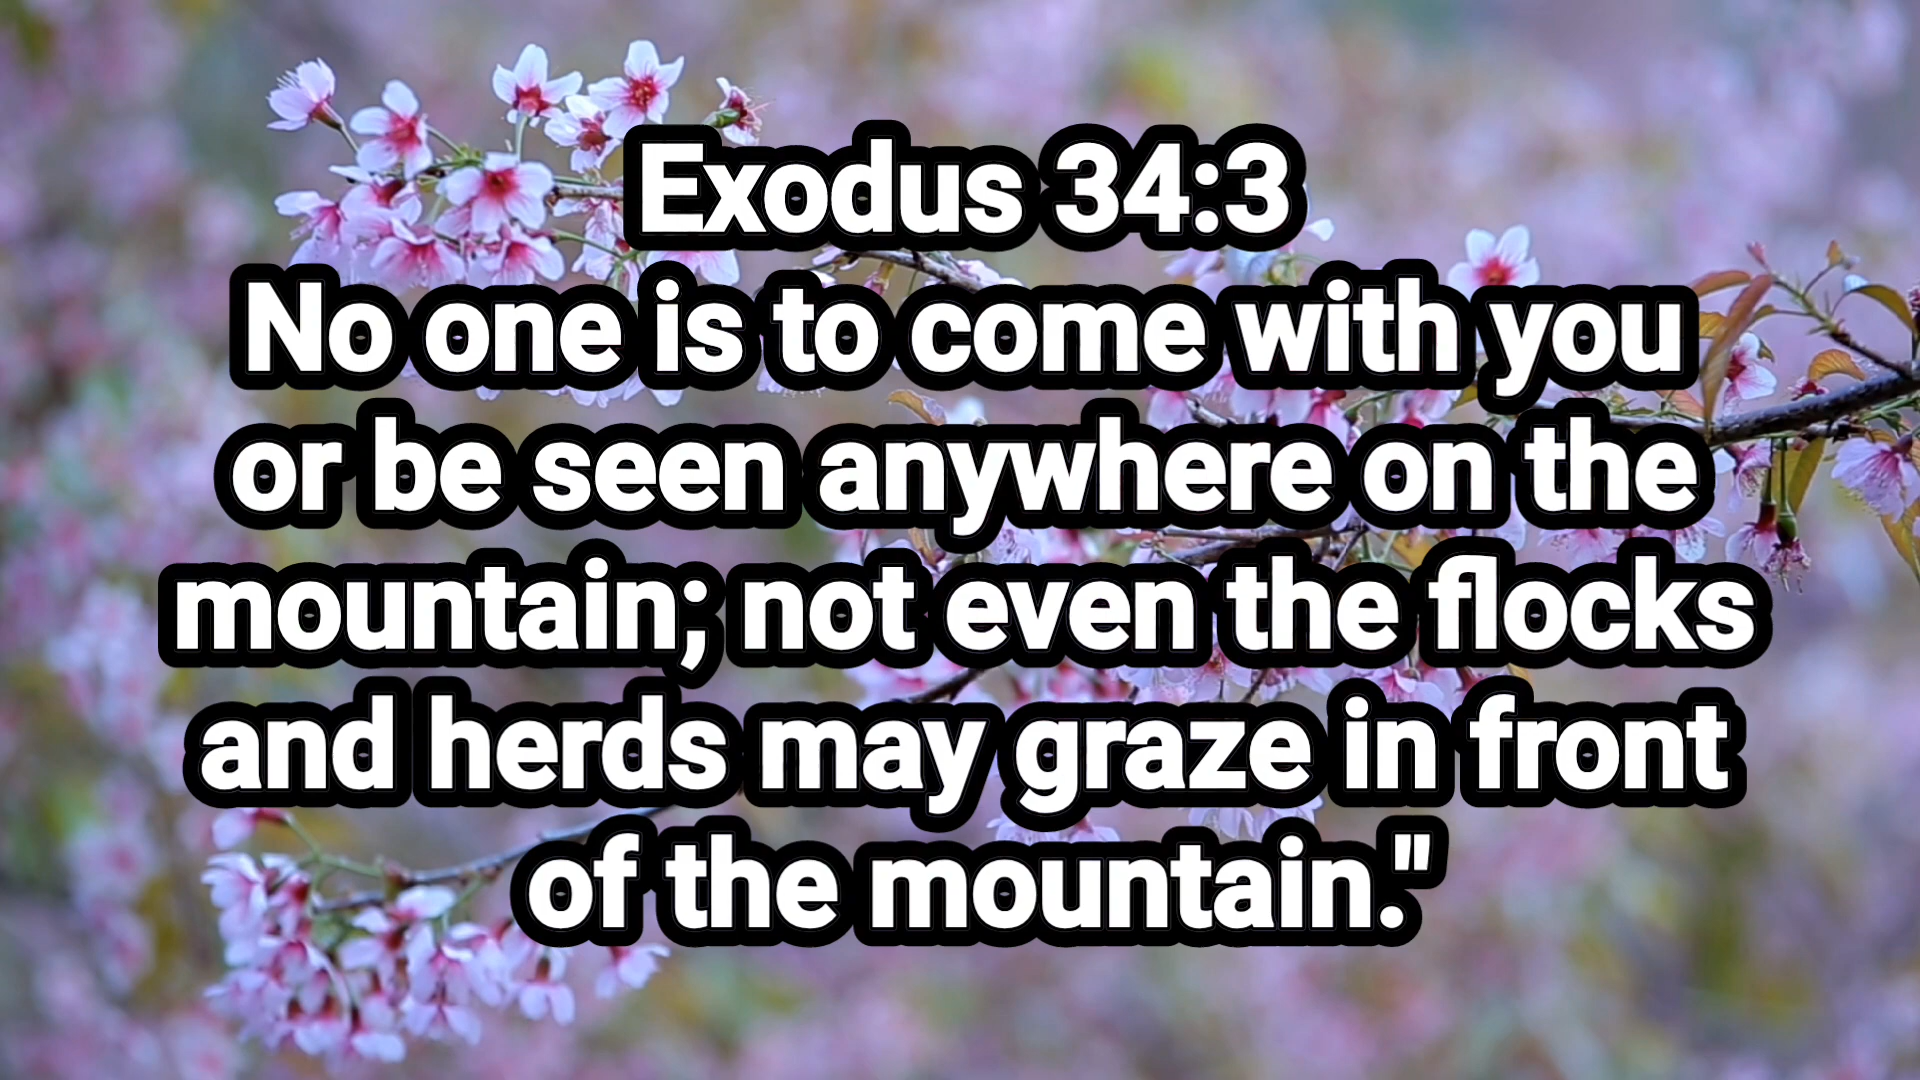 Exodus 34:3
No one is to come with you
or be seen anywhere on the
mountain; not even the flocks
and herds may graze in front
of the mountain."